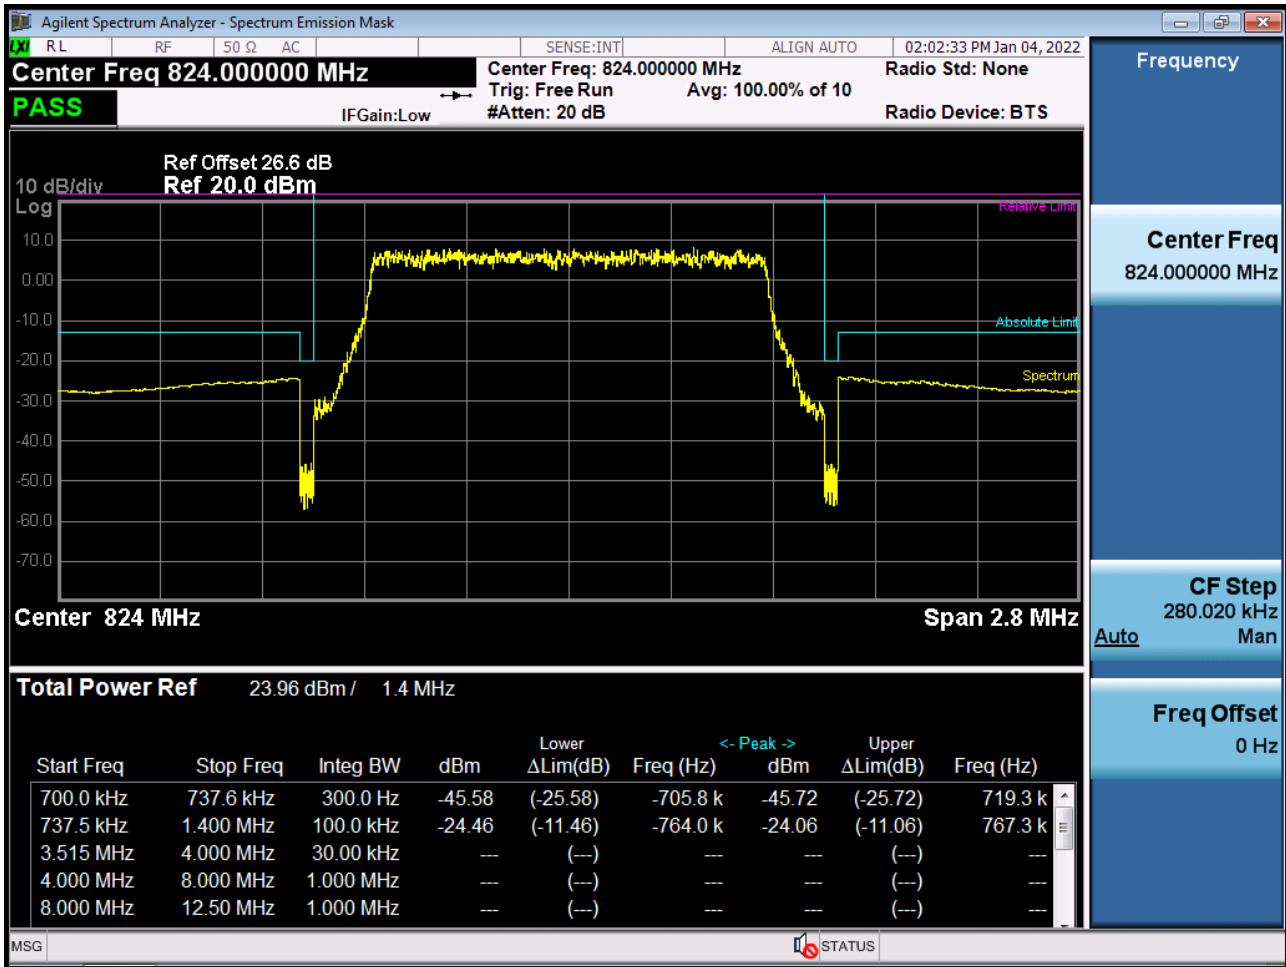 Agilent Spectrum Analyzer - Spectrum Emission Mask
LXI RL RF 50 Ω AC SENSE:INT ALIGN AUTO 02:02:33 PM Jan 04, 2022
Center Freq 824.000000 MHz Center Freq: 824.000000 MHz Radio Std: None
Trig: Free Run Avg: 100.00% of 10
PASS IFGain:Low #Atten: 20 dB Radio Device: BTS
Ref Offset 26.6 dB
10 dB/div Ref 20.0 dBm
Log
Relative Limit
10.0
0.00
-10.0
Absolute Limit
-20.0
Spectrum
-30.0
-40.0
-50.0
-60.0
-70.0
Center 824 MHz Span 2.8 MHz
Total Power Ref 23.96 dBm / 1.4 MHz
Lower <- Peak -> Upper
Start Freq Stop Freq Integ BW dBm ΔLim(dB) Freq (Hz) dBm ΔLim(dB) Freq (Hz)
700.0 kHz 737.6 kHz 300.0 Hz -45.58 (-25.58) -705.8 k -45.72 (-25.72) 719.3 k
737.5 kHz 1.400 MHz 100.0 kHz -24.46 (-11.46) -764.0 k -24.06 (-11.06) 767.3 k
3.515 MHz 4.000 MHz 30.00 kHz --- (---) --- --- (---) ---
4.000 MHz 8.000 MHz 1.000 MHz --- (---) --- --- (---) ---
8.000 MHz 12.50 MHz 1.000 MHz --- (---) --- --- (---) ---
MSG STATUS
Frequency
Center Freq
824.000000 MHz
CF Step
280.020 kHz
Auto Man
Freq Offset
0 Hz